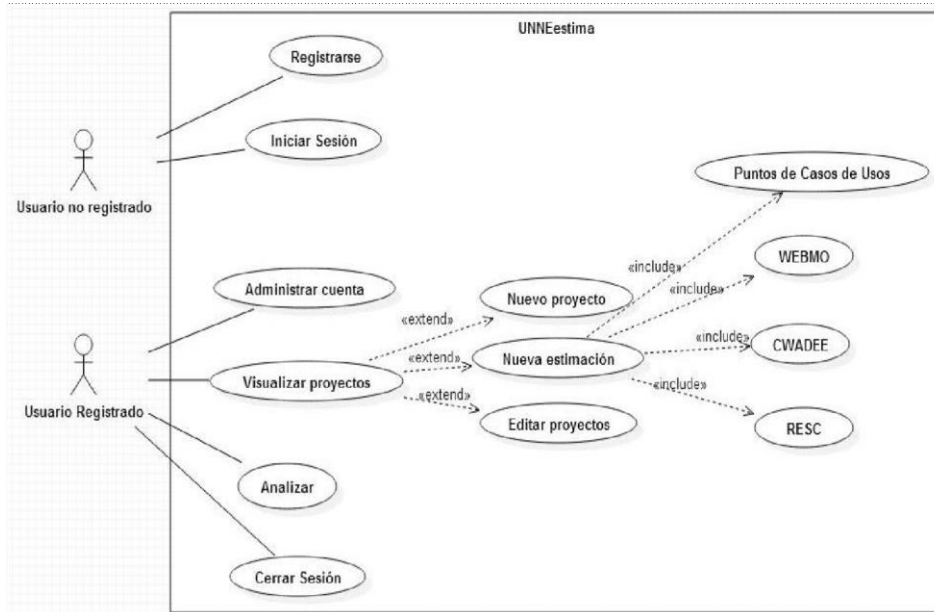 UNNEestima
Registrarse
Iniciar Sesión
Usuario no registrado
Puntos de Casos de Usos
«include»
WEBMO
«include»
Administrar cuenta
Nuevo proyecto
«extend»
«include»
CWADEE
Nueva estimación
«extend»
Visualizar proyectos
«include»
«extend»
Usuario Registrado
Editar proyectos
RESC
Analizar
Cerrar Sesión